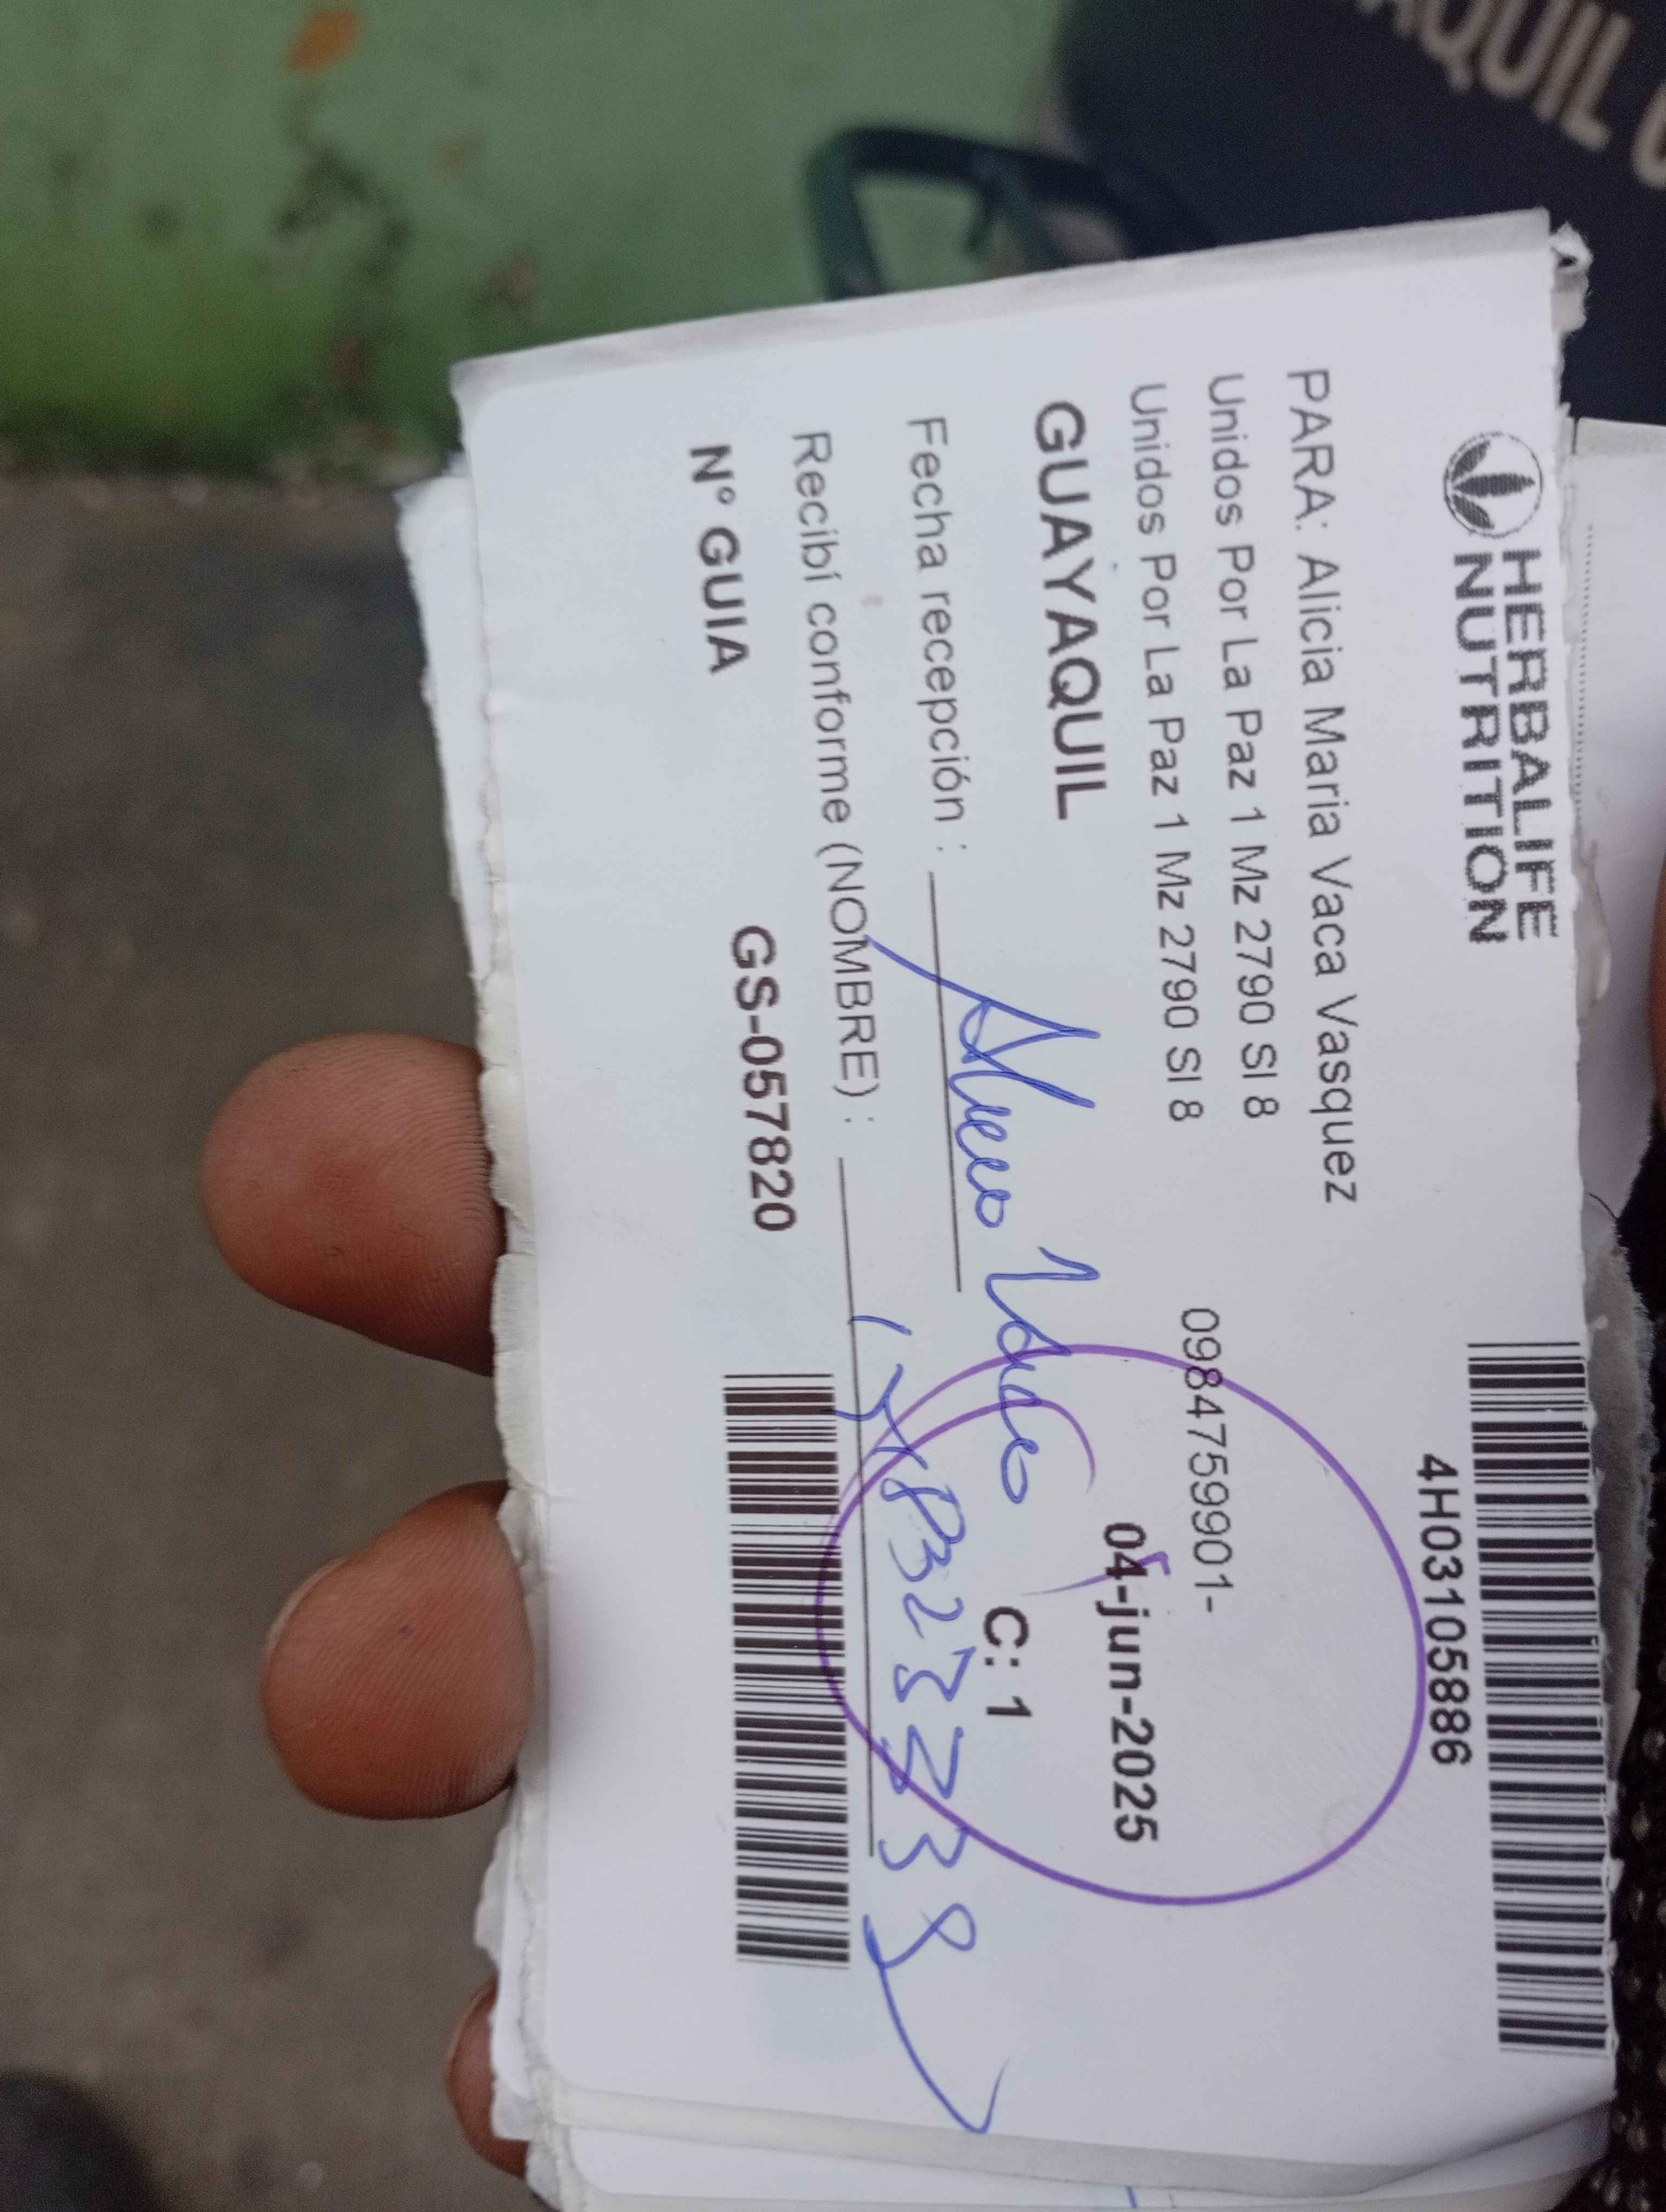 HERBALIFE
NUTRITION
4H03105886
PARA: Alicia Maria Vaca Vasquez
Unidos Por La Paz 1 Mz 2790 Sl 8
0984759901-
Unidos Por La Paz 1 Mz 2790 Sl 8
04-jun-2025
GUAYAQUIL
C: 1
Fecha recepción :
Recibí conforme (NOMBRE) :
Nº GUIA
GS-057820